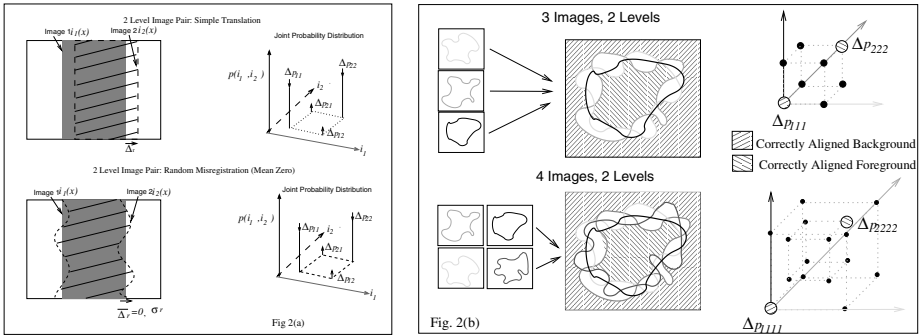 2 Level Image Pair: Simple Translation
Image 1 i₁(x)
Image 2 i₂(x)
Δr
Joint Probability Distribution
p(i₁ ,i₂ )
Δp₁₁
Δp₂₂
i₂
Δp₂₁
Δp₁₂
i₁
2 Level Image Pair: Random Misregistration (Mean Zero)
Image 1 i₁(x)
Image 2 i₂(x)
Δr =0, σr
Joint Probability Distribution
p(i₁ ,i₂ )
Δp₁₁
Δp₂₂
i₂
Δp₂₁
Δp₁₂
i₁
Fig 2(a)
3 Images, 2 Levels
Δp₂₂₂
Δp₁₁₁
Correctly Aligned Background
Correctly Aligned Foreground
4 Images, 2 Levels
Δp₂₂₂₂
Δp₁₁₁₁
Fig. 2(b)